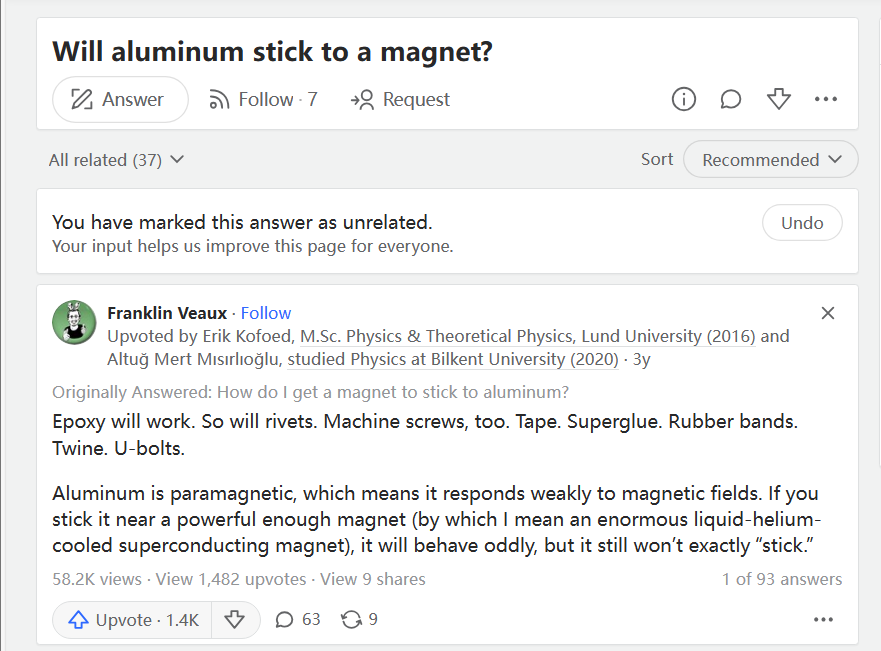 Will aluminum stick to a magnet?
Answer
Follow · 7
Request
All related (37)
Sort
Recommended
You have marked this answer as unrelated.
Your input helps us improve this page for everyone.
Undo
Franklin Veaux · Follow
Upvoted by Erik Kofoed, M.Sc. Physics & Theoretical Physics, Lund University (2016) and
Altuğ Mert Mısırlıoğlu, studied Physics at Bilkent University (2020) · 3y
Originally Answered: How do I get a magnet to stick to aluminum?
Epoxy will work. So will rivets. Machine screws, too. Tape. Superglue. Rubber bands.
Twine. U-bolts.
Aluminum is paramagnetic, which means it responds weakly to magnetic fields. If you
stick it near a powerful enough magnet (by which I mean an enormous liquid-helium-
cooled superconducting magnet), it will behave oddly, but it still won’t exactly “stick.”
58.2K views · View 1,482 upvotes · View 9 shares
1 of 93 answers
Upvote · 1.4K
63
9